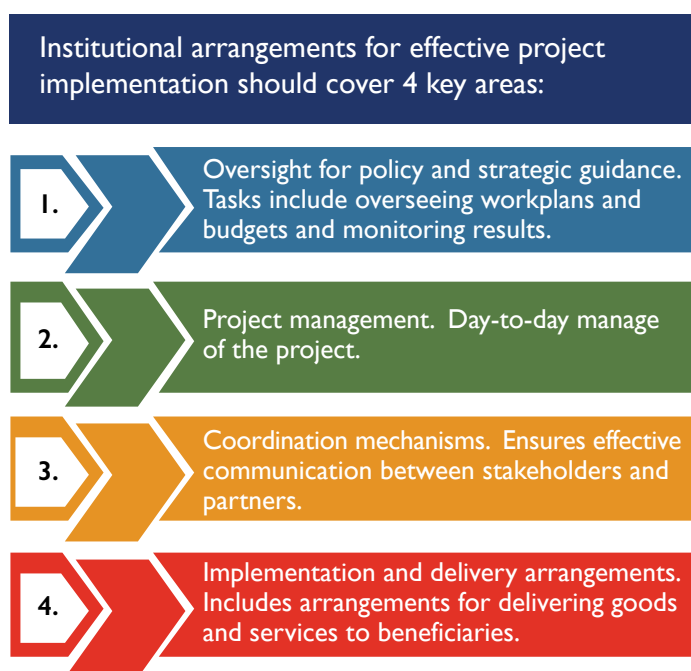 Institutional arrangements for effective project
implementation should cover 4 key areas:
1.
Oversight for policy and strategic guidance.
Tasks include overseeing workplans and
budgets and monitoring results.
2.
Project management.  Day-to-day manage
of the project.
3.
Coordination mechanisms.  Ensures effective
communication between stakeholders and
partners.
4.
Implementation and delivery arrangements.
Includes arrangements for delivering goods
and services to beneficiaries.